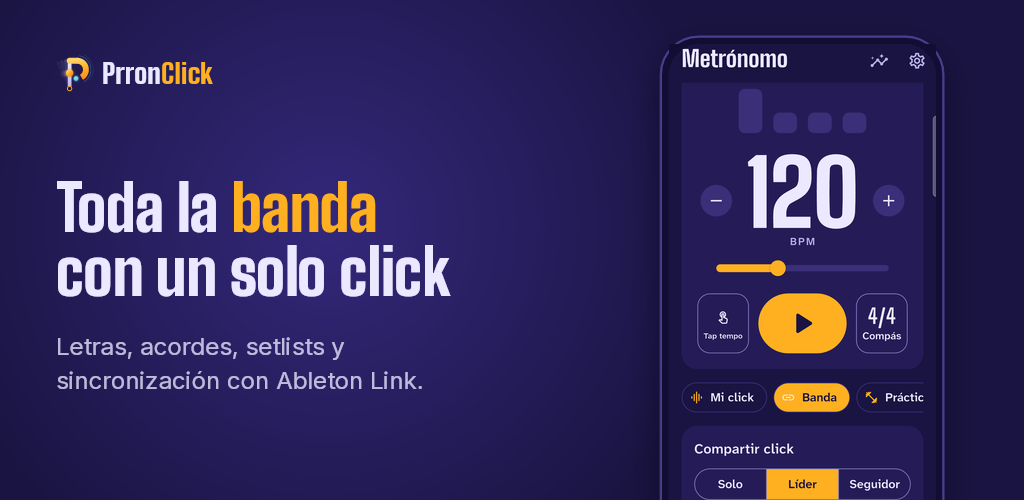 PrronClick
Toda la banda
con un solo click
Letras, acordes, setlists y
sincronización con Ableton Link.
Metrónomo
120
BPM
Tap tempo
4/4
Compás
Mi click
Banda
Práctic
Compartir click
Solo
Líder
Seguidor